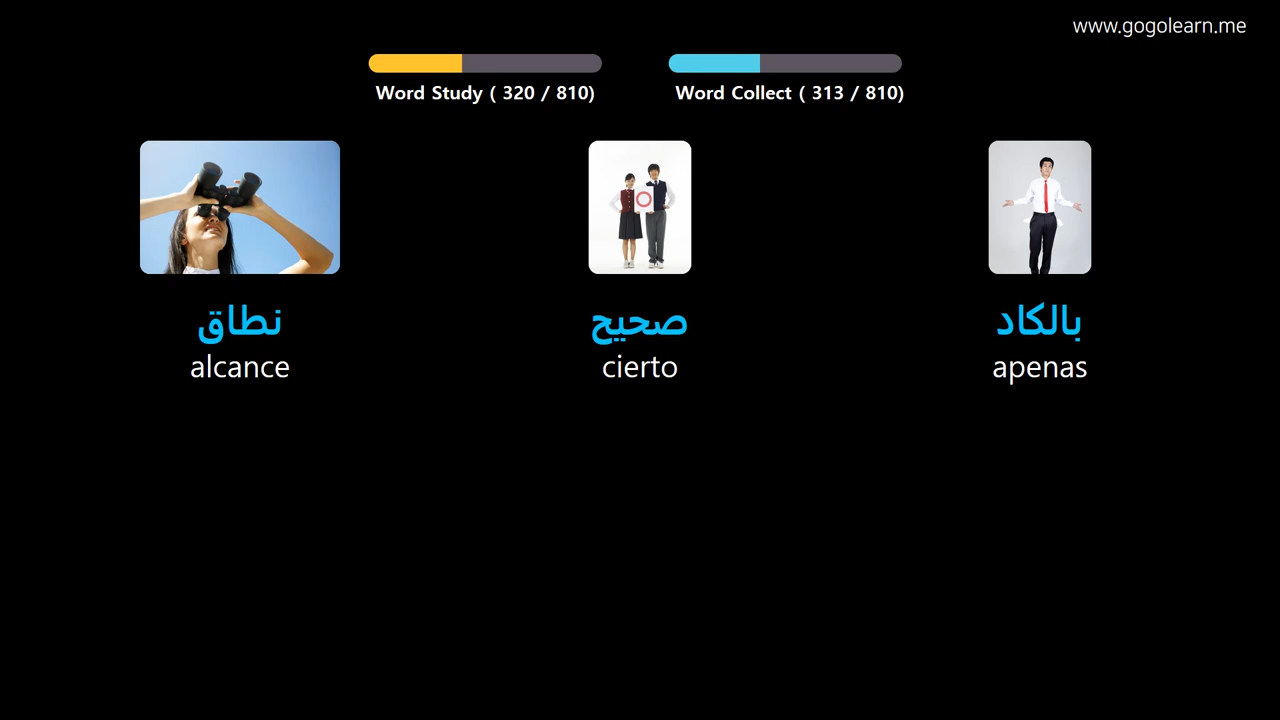 www.gogolearn.me
Word Study ( 320 / 810)
Word Collect ( 313 / 810)
نطاق
alcance
صحيح
cierto
بالكاد
apenas